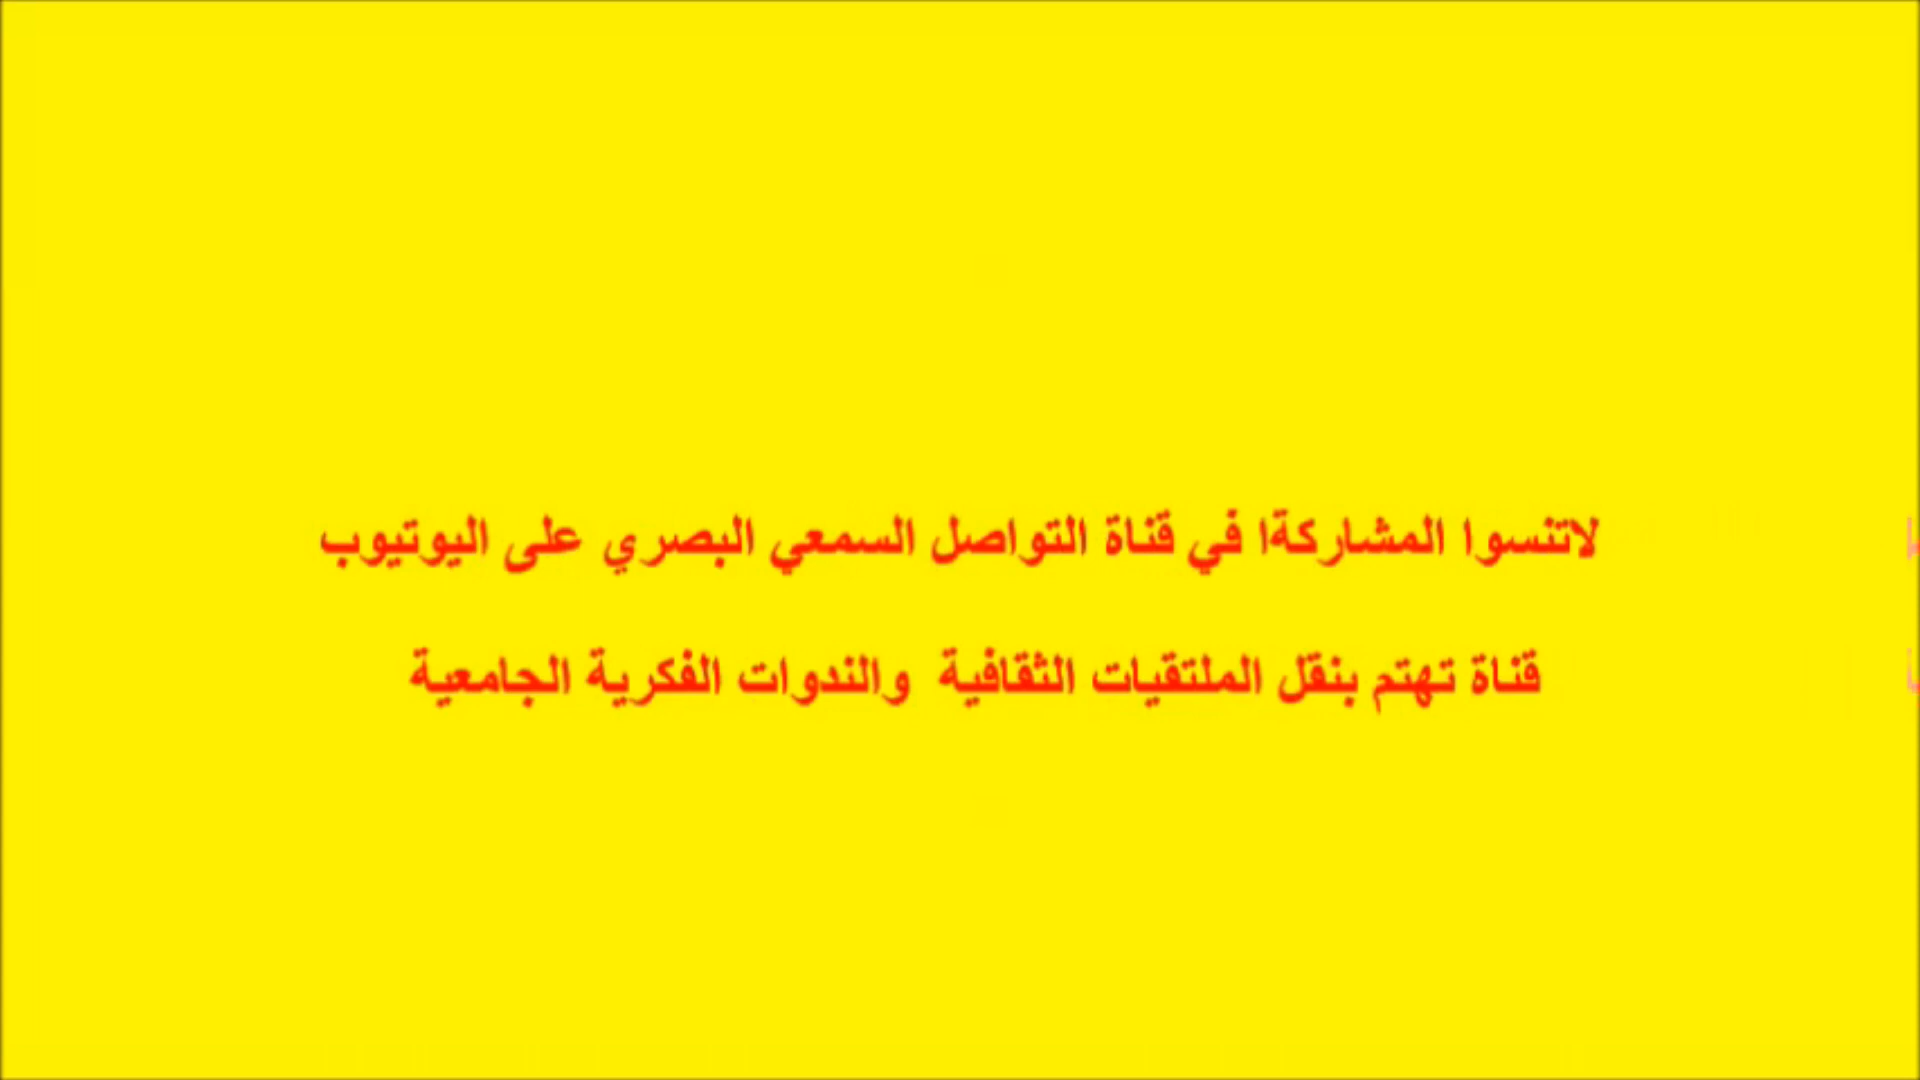 لاتنسوا المشاركةا في قناة التواصل السمعي البصري على اليوتيوب
قناة تهتم بنقل الملتقيات الثقافية والندوات الفكرية الجامعية